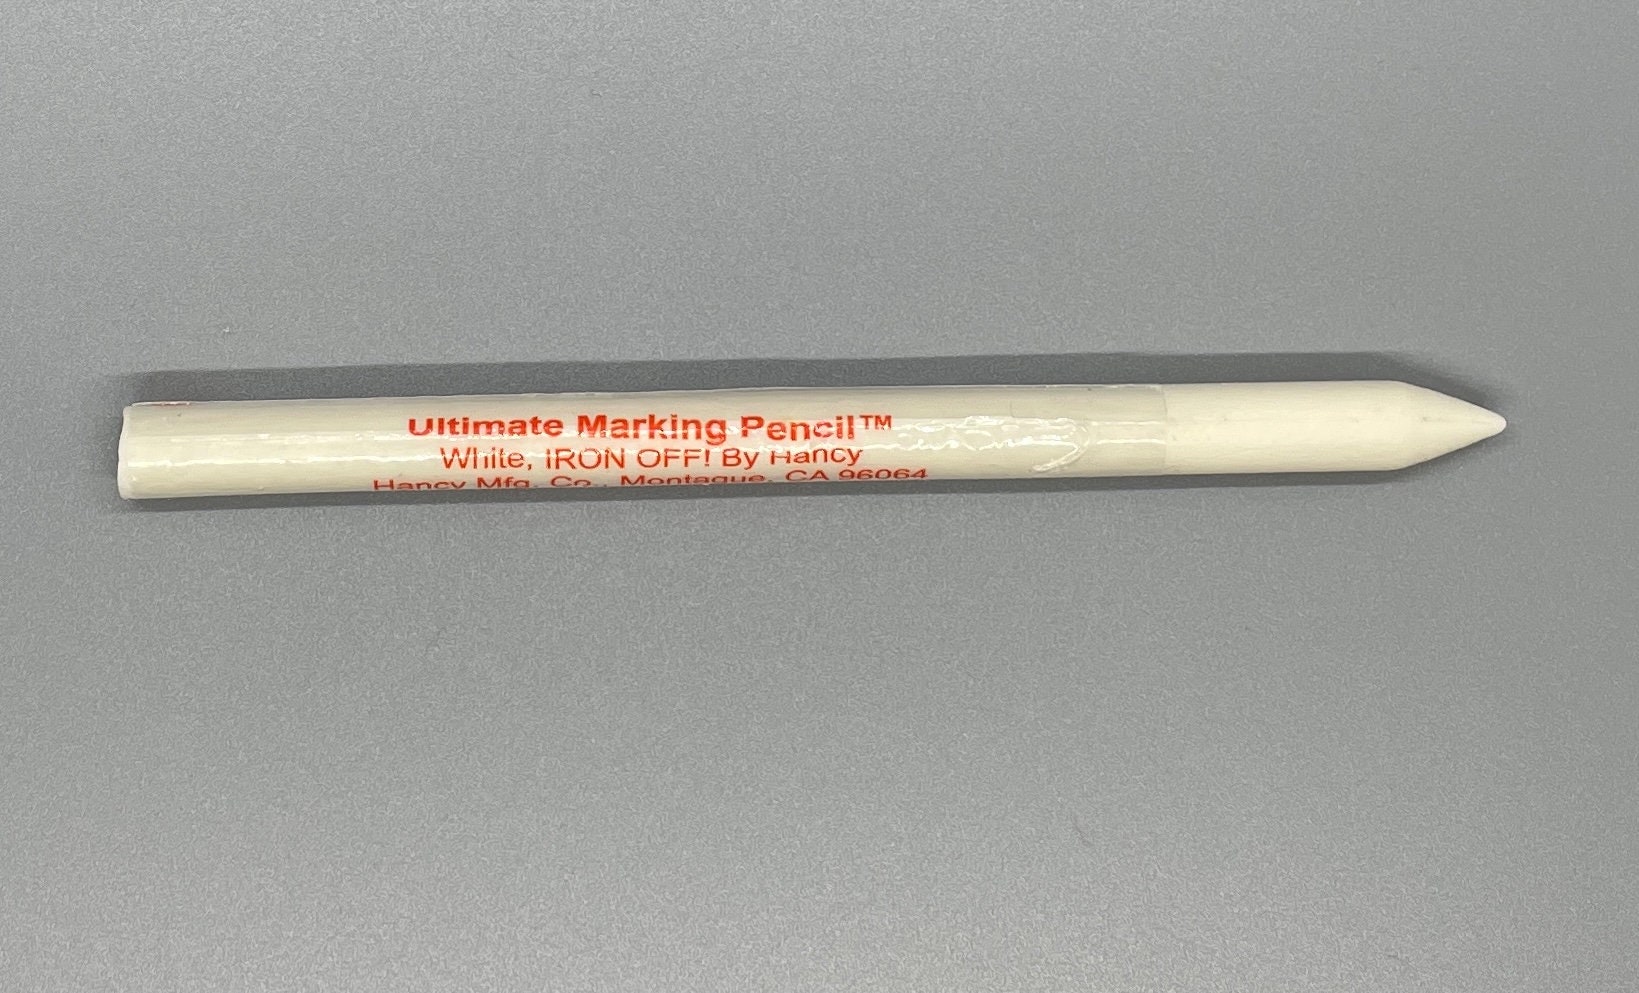 Ultimate Marking Pencil™
White, IRON OFF! By Hancy
Hancy Mfg. Co., Montague, CA 96064